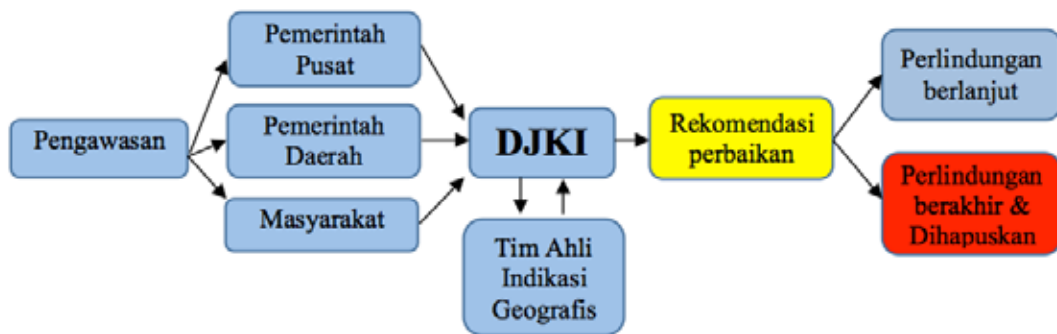 Pengawasan
Pemerintah
Pusat
Pemerintah
Daerah
Masyarakat
DJKI
Tim Ahli
Indikasi
Geografis
Rekomendasi
perbaikan
Perlindungan
berlanjut
Perlindungan
berakhir &
Dihapuskan